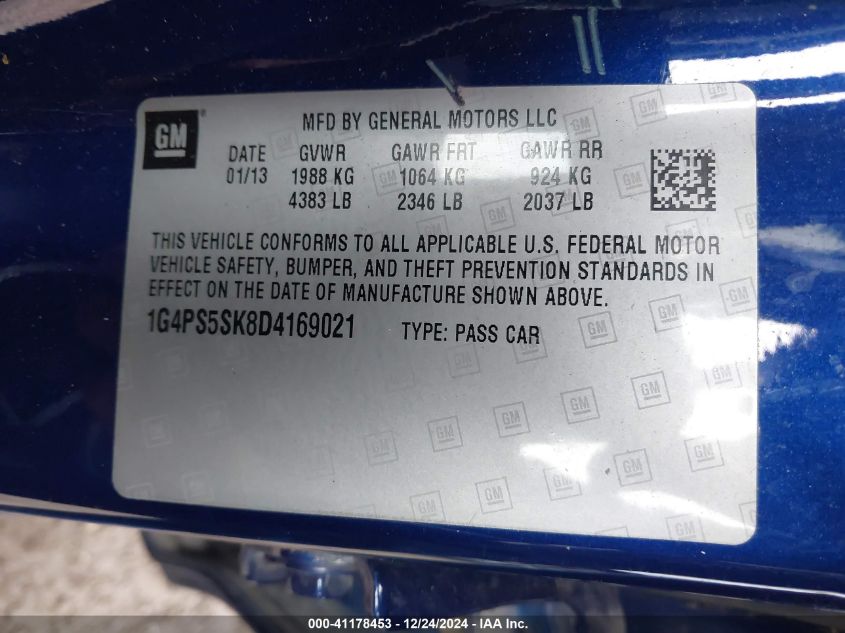 GM
MFD BY GENERAL MOTORS LLC
DATE GVWR GAWR FRT GAWR RR
01/13 1988 KG 1064 KG 924 KG
4383 LB 2346 LB 2037 LB
THIS VEHICLE CONFORMS TO ALL APPLICABLE U.S. FEDERAL MOTOR
VEHICLE SAFETY, BUMPER, AND THEFT PREVENTION STANDARDS IN
EFFECT ON THE DATE OF MANUFACTURE SHOWN ABOVE.
1G4PS5SK8D4169021 TYPE: PASS CAR
000-41178453 - 12/24/2024 - IAA Inc.